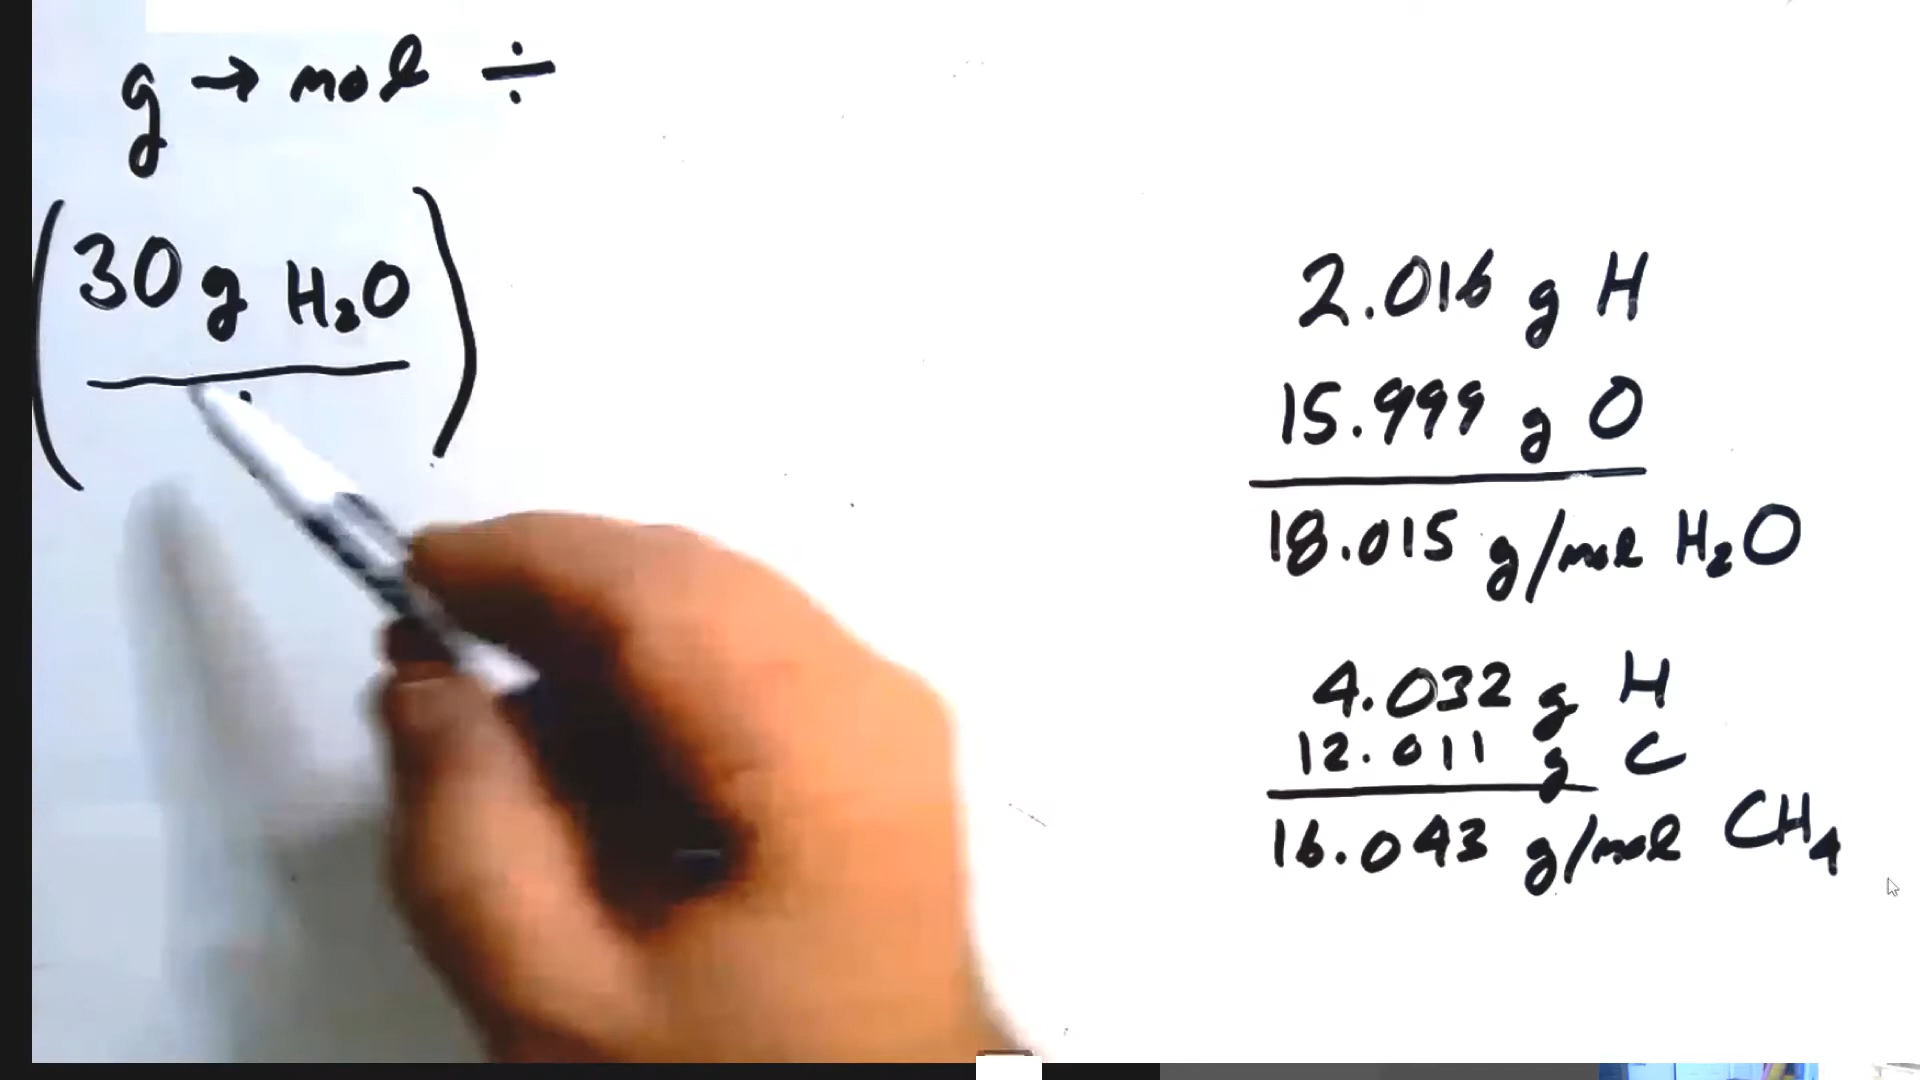 g → mol ÷
(30 g H₂O)
2.016 g H
15.999 g O
18.015 g/mol H₂O
4.032 g H
12.011 g C
16.043 g/mol CH₄